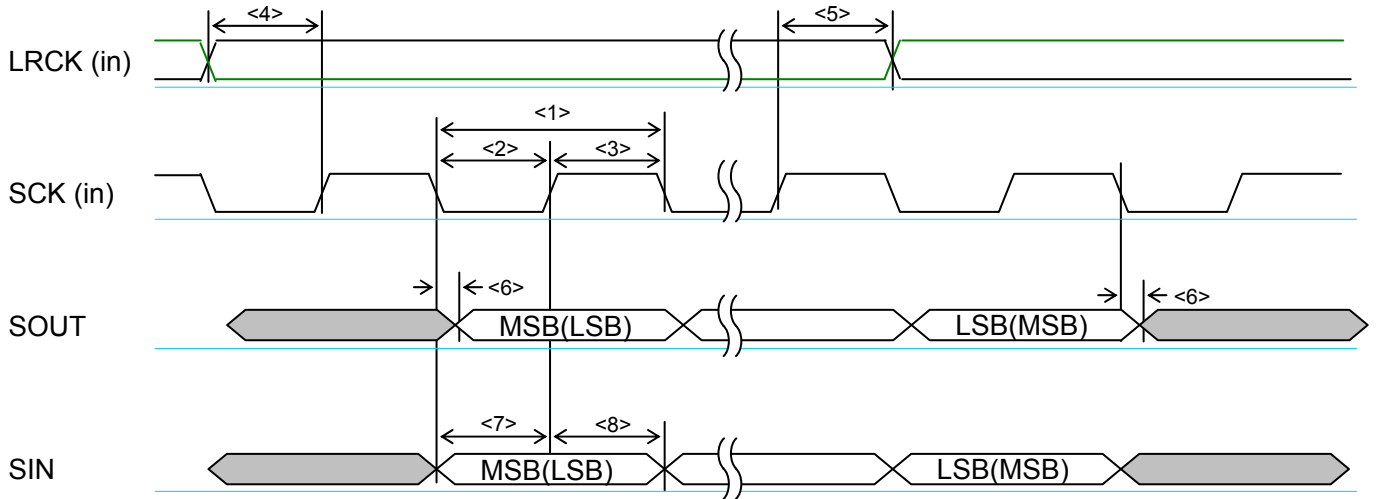 <4>
<5>
LRCK (in)
<1>
<2>
<3>
SCK (in)
<6>
<6>
SOUT
MSB(LSB)
LSB(MSB)
<7>
<8>
SIN
MSB(LSB)
LSB(MSB)